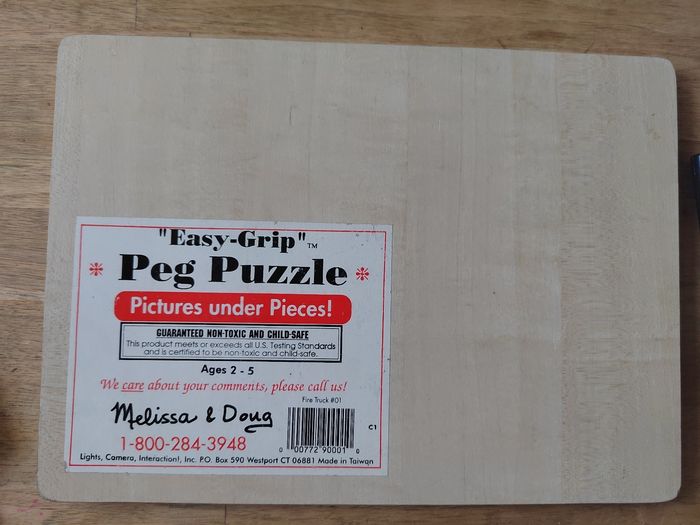 "Easy-Grip"™
Peg Puzzle
Pictures under Pieces!
GUARANTEED NON-TOXIC AND CHILD-SAFE
This product meets or exceeds all U.S. Testing Standards
and is certified to be non-toxic and child-safe.
Ages 2 - 5
We care about your comments, please call us!
Fire Truck #01
Melissa & Doug
C1
1-800-284-3948
0 00772 90001 0
Lights, Camera, Interaction!, Inc. P.O. Box 590 Westport CT 06881 Made in Taiwan